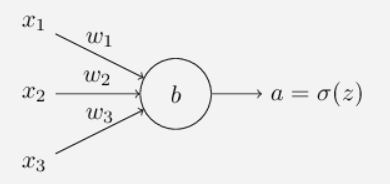 x₁
w₁
w₂
x₂ b a = σ(z)
w₃
x₃